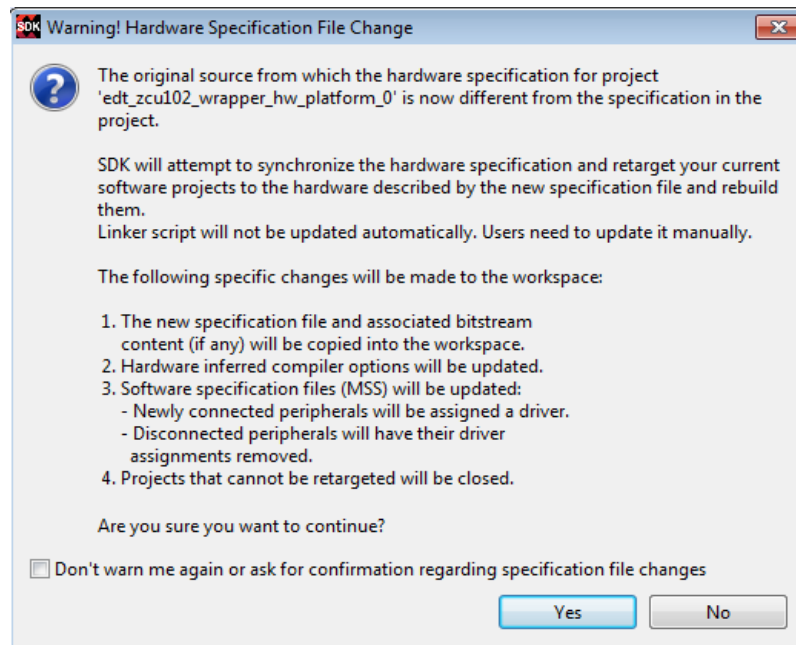 SDK Warning! Hardware Specification File Change
The original source from which the hardware specification for project
'edt_zcu102_wrapper_hw_platform_0' is now different from the specification in the
project.
SDK will attempt to synchronize the hardware specification and retarget your current
software projects to the hardware described by the new specification file and rebuild
them.
Linker script will not be updated automatically. Users need to update it manually.
The following specific changes will be made to the workspace:
1. The new specification file and associated bitstream
content (if any) will be copied into the workspace.
2. Hardware inferred compiler options will be updated.
3. Software specification files (MSS) will be updated:
- Newly connected peripherals will be assigned a driver.
- Disconnected peripherals will have their driver
assignments removed.
4. Projects that cannot be retargeted will be closed.
Are you sure you want to continue?
Don't warn me again or ask for confirmation regarding specification file changes
Yes No